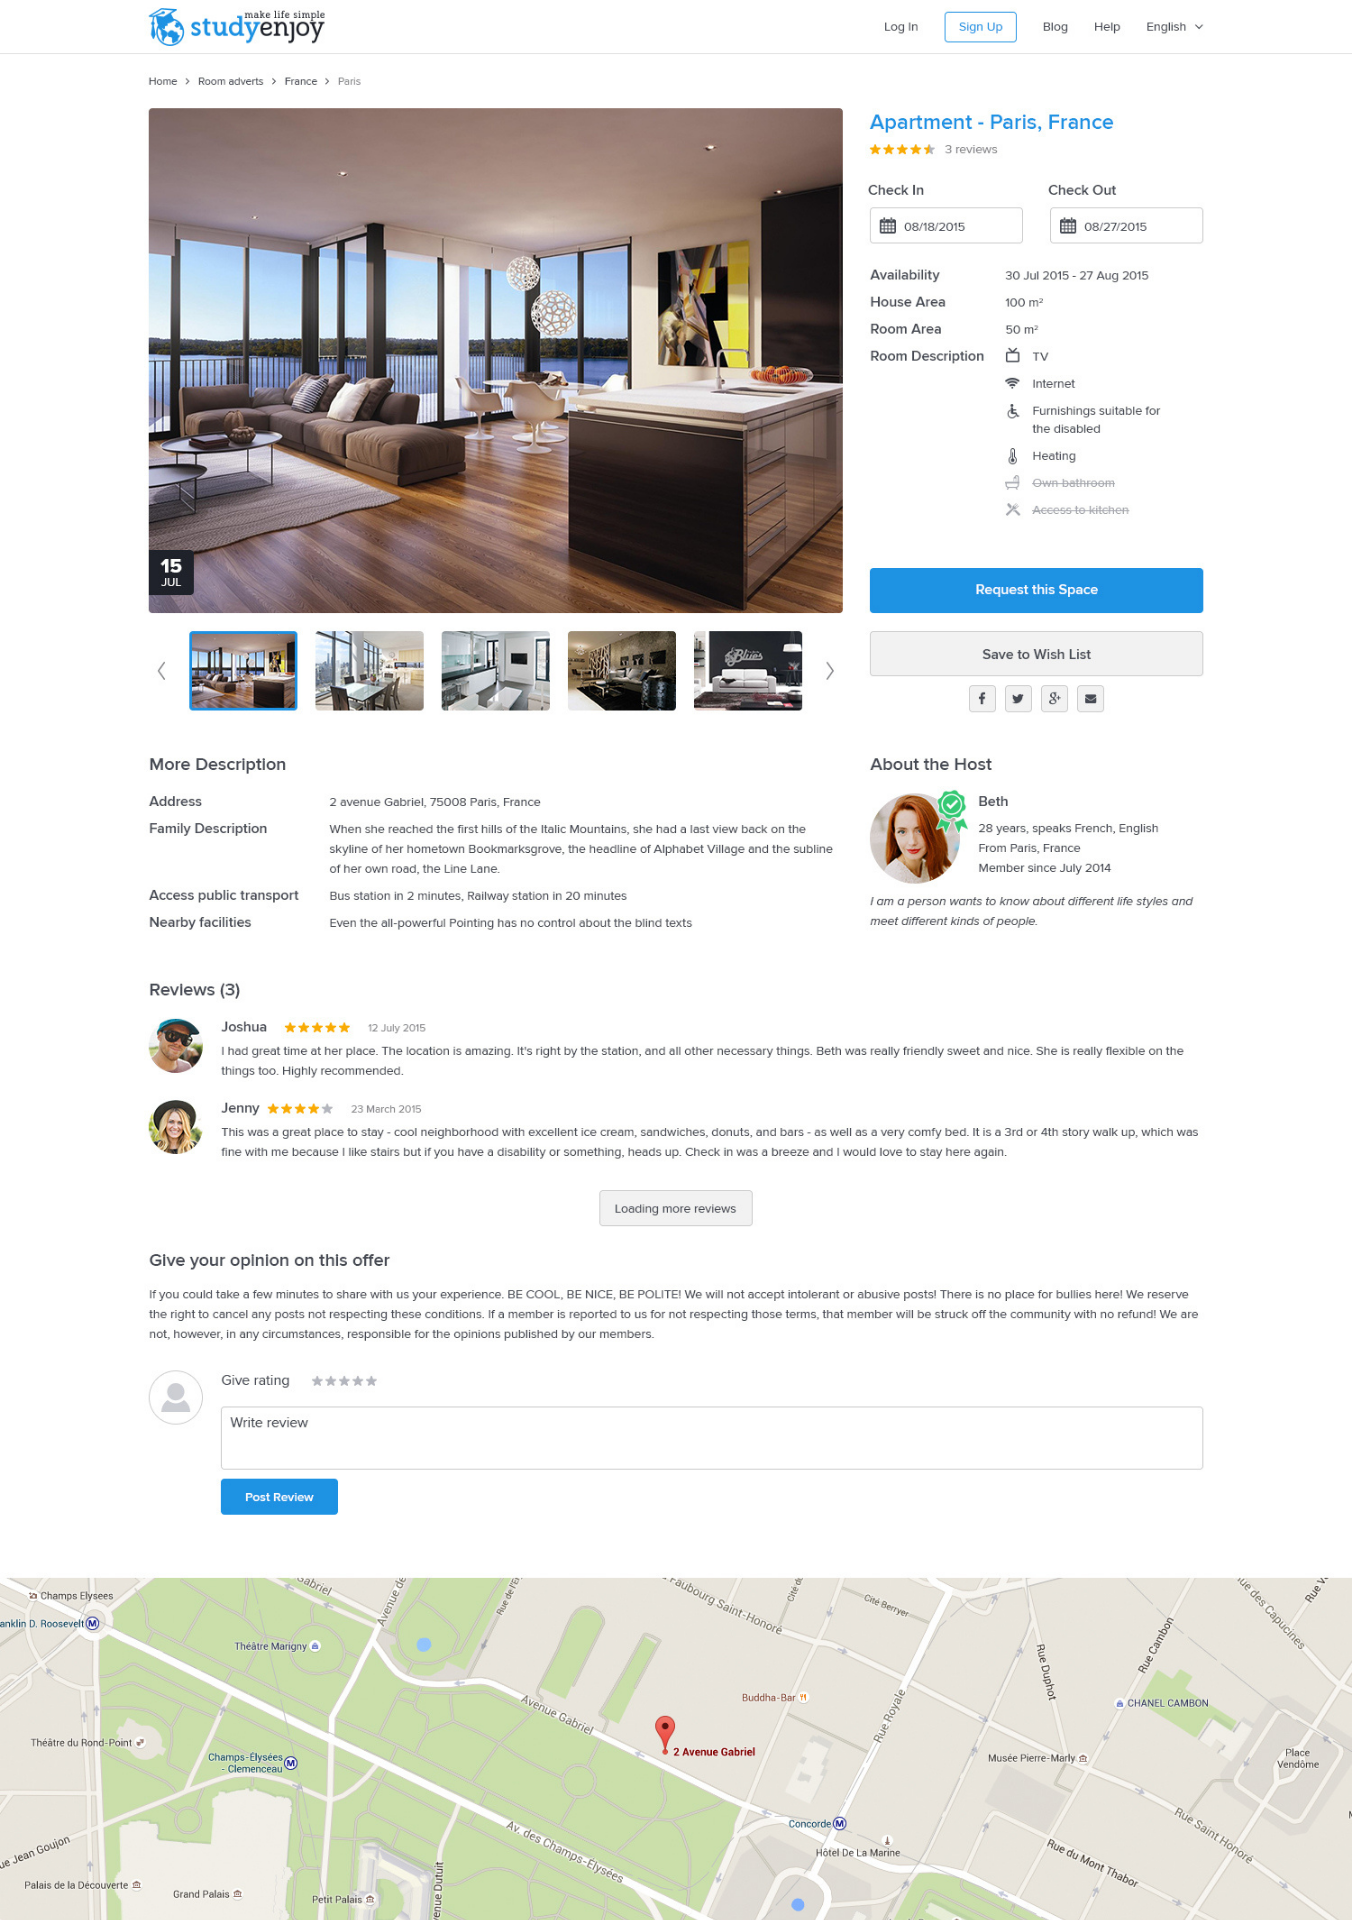 make life simple
studyenjoy
Log In
Sign Up
Blog
Help
English
Home > Room adverts > France > Paris
Apartment - Paris, France
3 reviews
Check In
Check Out
08/18/2015
08/27/2015
Availability 30 Jul 2015 - 27 Aug 2015
House Area 100 m²
Room Area 50 m²
Room Description TV
Internet
Furnishings suitable for
the disabled
Heating
Own bathroom
Access to kitchen
15
JUL
Request this Space
Blues
Save to Wish List
More Description
Address 2 avenue Gabriel, 75008 Paris, France
Family Description When she reached the first hills of the Italic Mountains, she had a last view back on the
skyline of her hometown Bookmarksgrove, the headline of Alphabet Village and the subline
of her own road, the Line Lane.
Access public transport Bus station in 2 minutes, Railway station in 20 minutes
Nearby facilities Even the all-powerful Pointing has no control about the blind texts
About the Host
Beth
28 years, speaks French, English
From Paris, France
Member since July 2014
I am a person wants to know about different life styles and
meet different kinds of people.
Reviews (3)
Joshua 12 July 2015
I had great time at her place. The location is amazing. It's right by the station, and all other necessary things. Beth was really friendly sweet and nice. She is really flexible on the
things too. Highly recommended.
Jenny 23 March 2015
This was a great place to stay - cool neighborhood with excellent ice cream, sandwiches, donuts, and bars - as well as a very comfy bed. It is a 3rd or 4th story walk up, which was
fine with me because I like stairs but if you have a disability or something, heads up. Check in was a breeze and I would love to stay here again.
Loading more reviews
Give your opinion on this offer
If you could take a few minutes to share with us your experience. BE COOL, BE NICE, BE POLITE! We will not accept intolerant or abusive posts! There is no place for bullies here! We reserve
the right to cancel any posts not respecting these conditions. If a member is reported to us for not respecting those terms, that member will be struck off the community with no refund! We are
not, however, in any circumstances, responsible for the opinions published by our members.
Give rating
Write review
Post Review
Champs Elysees
anklin D. Roosevelt M
Gabriel
Avenue de
Rue de l'El
Faubourg Saint-Honoré
Cité de
Cité Berryer
ue des Capucines
Rue V
Théâtre Marigny
Rue Duphot
Rue Cambon
Buddha-Bar
CHANEL CAMBON
Avenue Gabriel
Rue Royale
Théâtre du Rond-Point
2 Avenue Gabriel
Champs-Élysées
- Clemenceau M
Musée Pierre-Marly
Place
Vendôme
Concorde M
Rue Saint Honoré
Av. des Champs-Élysées
ue Jean Goujon
Hôtel De La Marine
Rue du Mont Thabor
Palais de la Découverte
Grand Palais
Petit Palais
venue Dutuit